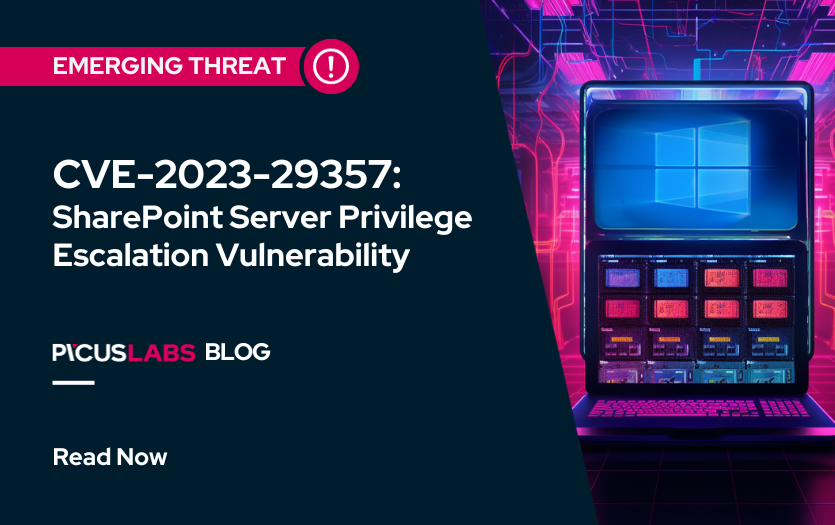 EMERGING THREAT
CVE-2023-29357:
SharePoint Server Privilege
Escalation Vulnerability
PICUSLABS BLOG
Read Now